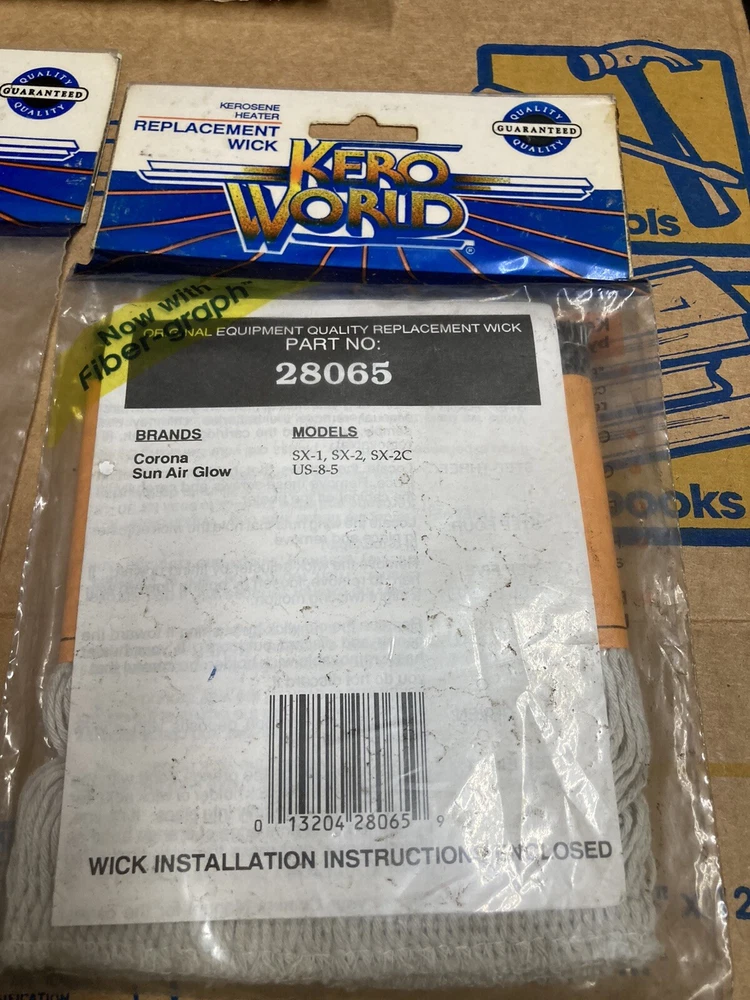 QUALITY
GUARANTEED
QUALITY
KEROSENE
HEATER
REPLACEMENT
WICK
KERO
WORLD
®
QUALITY
GUARANTEED
QUALITY
Now with
Fiber-graph™
ORIGINAL EQUIPMENT QUALITY REPLACEMENT WICK
PART NO:
28065
BRANDS MODELS
Corona SX-1, SX-2, SX-2C
Sun Air Glow US-8-5
0 13204 28065 9
WICK INSTALLATION INSTRUCTION ENCLOSED
ols
ooks